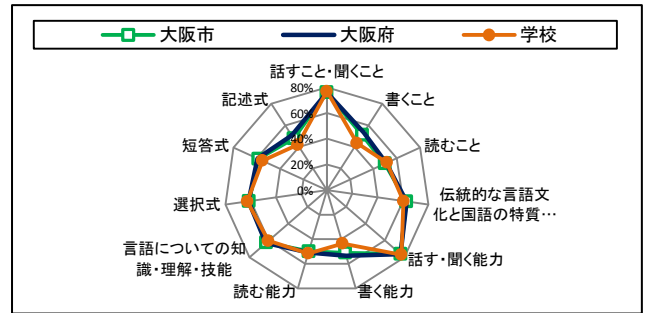 大阪市 大阪府 学校
話すこと・聞くこと
書くこと
読むこと
伝統的な言語文
化と国語の特質…
話す・聞く能力
書く能力
読む能力
言語についての知
識・理解・技能
選択式
短答式
記述式
80%
60%
40%
20%
0%